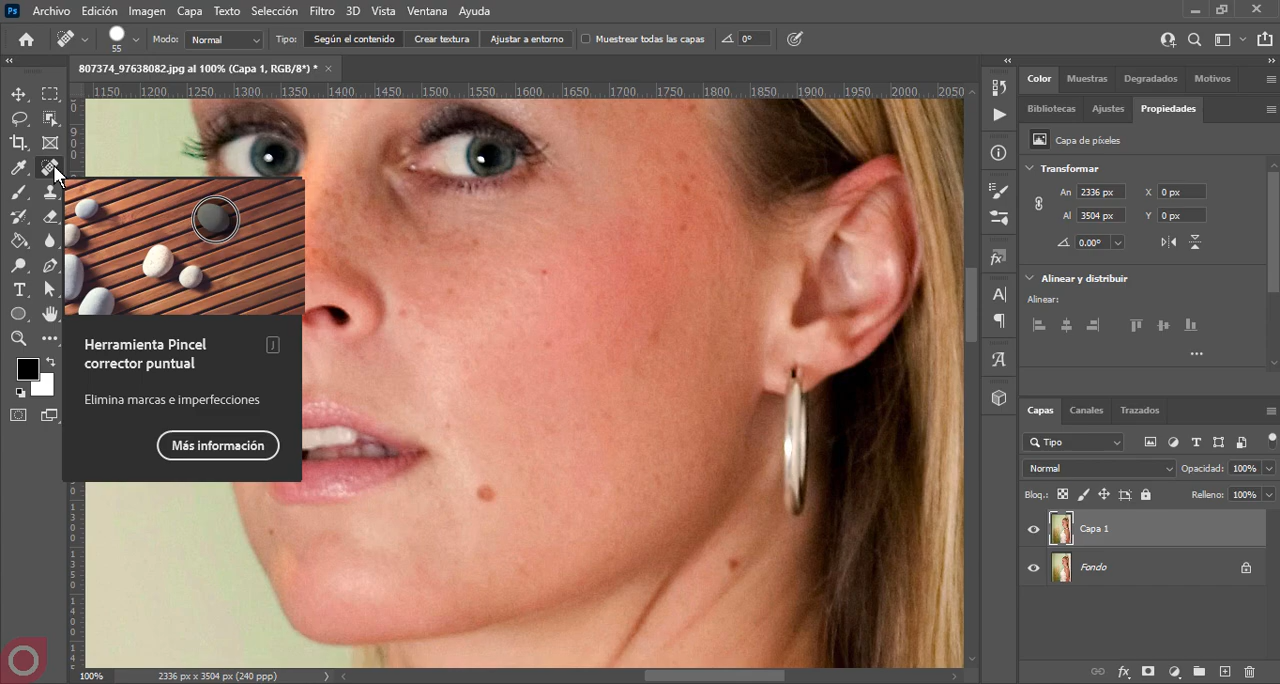 Ps Archivo Edición Imagen Capa Texto Selección Filtro 3D Vista Ventana Ayuda
55 Modo: Normal Tipo: Según el contenido Crear textura Ajustar a entorno Muestrear todas las capas 0°
807374_97638082.jpg al 100% (Capa 1, RGB/8*) * ×
1150 1200 1250 1300 1350 1400 1450 1500 1550 1600 1650 1700 1750 1800 1850 1900 1950 2000 2050
Herramienta Pincel corrector puntual J
Elimina marcas e imperfecciones
Más información
100% 2336 px x 3504 px (240 ppp)
Color Muestras Degradados Motivos
Bibliotecas Ajustes Propiedades
Capa de píxeles
Transformar
An 2336 px X 0 px
Al 3504 px Y 0 px
0.00°
Alinear y distribuir
Alinear:
Capas Canales Trazados
Tipo
Normal Opacidad: 100%
Bloq.: Relleno: 100%
Capa 1
Fondo